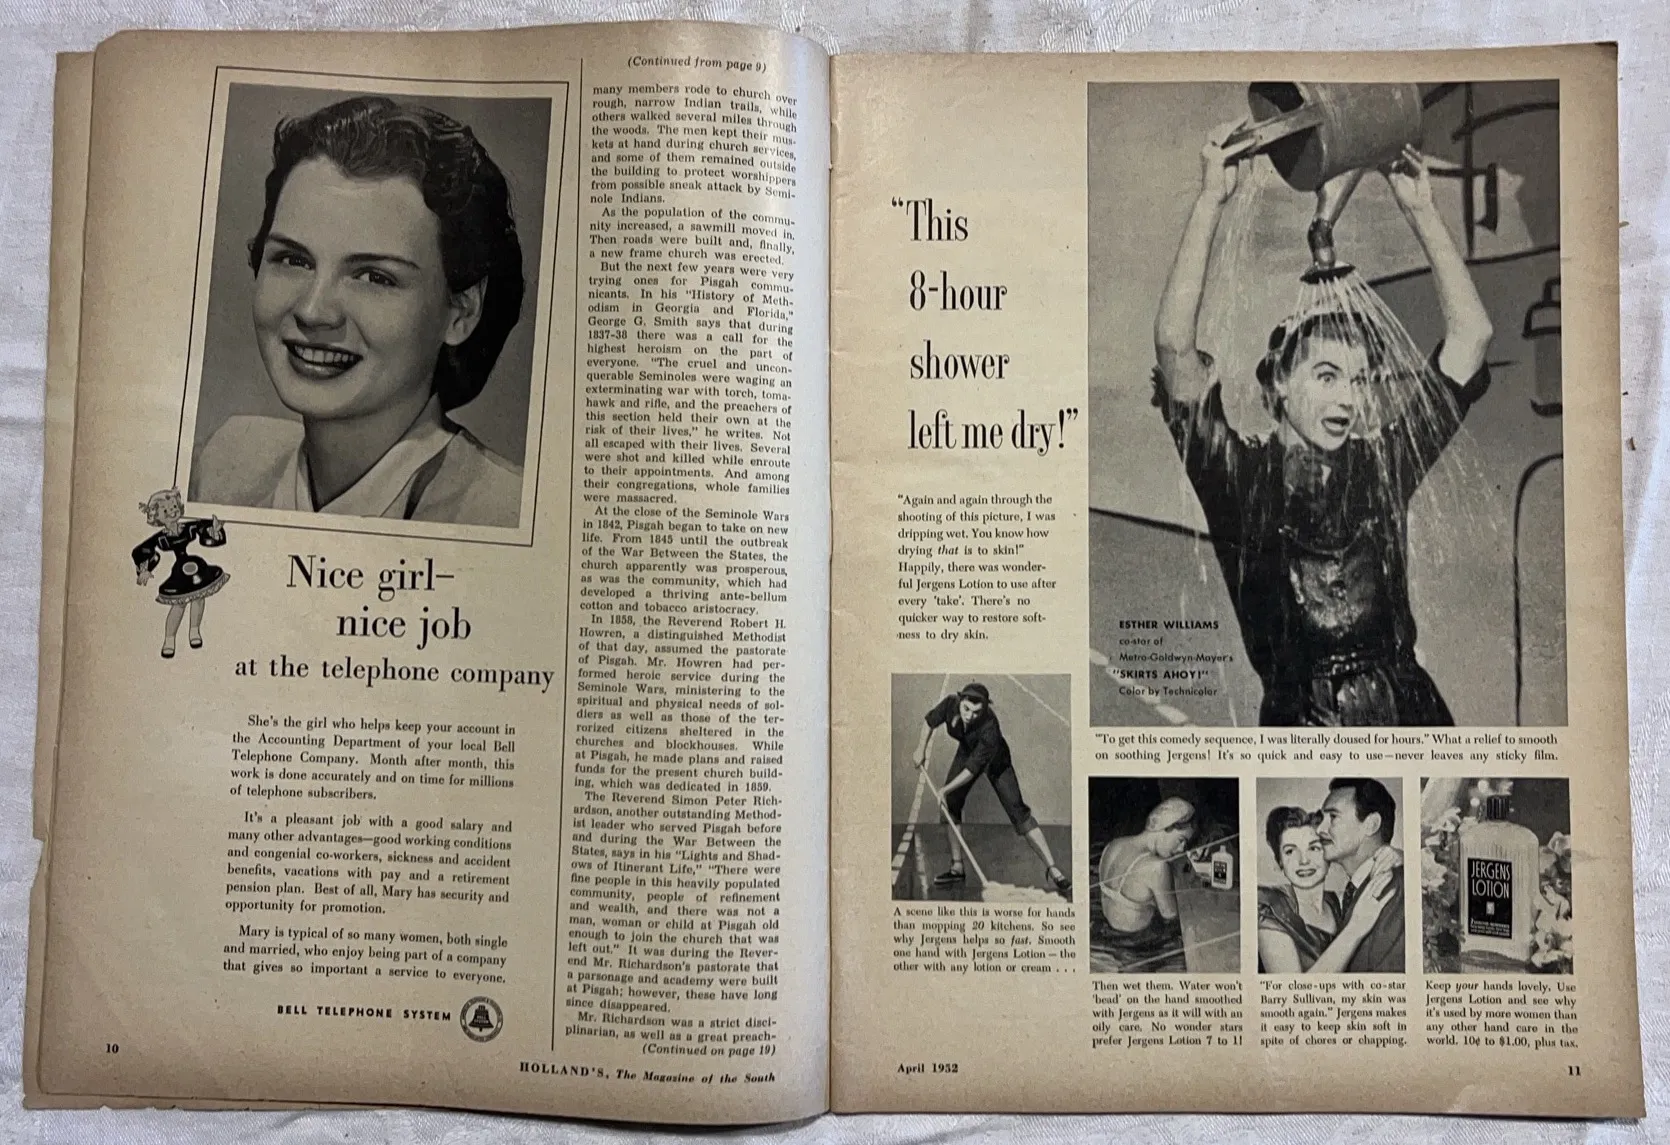 Nice girl–
nice job
at the telephone company
She's the girl who helps keep your account in
the Accounting Department of your local Bell
Telephone Company. Month after month, this
work is done accurately and on time for millions
of telephone subscribers.
It's a pleasant job with a good salary and
many other advantages—good working conditions
and congenial co-workers, sickness and accident
benefits, vacations with pay and a retirement
pension plan. Best of all, Mary has security and
opportunity for promotion.
Mary is typical of so many women, both single
and married, who enjoy being part of a company
that gives so important a service to everyone.
BELL TELEPHONE SYSTEM
10
(Continued from page 9)
many members rode to church over
rough, narrow Indian trails, while
others walked several miles through
the woods. The men kept their mus-
kets at hand during church services,
and some of them remained outside
the building to protect worshippers
from possible sneak attack by Semi-
nole Indians.
As the population of the commu-
nity increased, a sawmill moved in.
Then roads were built and, finally,
a new frame church was erected.
But the next few years were very
trying ones for Pisgah commu-
nicants. In his "History of Meth-
odism in Georgia and Florida,"
George G. Smith says that during
1837-38 there was a call for the
highest heroism on the part of
everyone. "The cruel and uncon-
querable Seminoles were waging an
exterminating war with torch, toma-
hawk and rifle, and the preachers of
this section held their own at the
risk of their lives," he writes. Not
all escaped with their lives. Several
were shot and killed while enroute
to their appointments. And among
their congregations, whole families
were massacred.
At the close of the Seminole Wars
in 1842, Pisgah began to take on new
life. From 1845 until the outbreak
of the War Between the States, the
church apparently was prosperous,
as was the community, which had
developed a thriving ante-bellum
cotton and tobacco aristocracy.
In 1858, the Reverend Robert H.
Howren, a distinguished Methodist
of that day, assumed the pastorate
of Pisgah. Mr. Howren had per-
formed heroic service during the
Seminole Wars, ministering to the
spiritual and physical needs of sol-
diers as well as those of the ter-
rorized citizens sheltered in the
churches and blockhouses. While
at Pisgah, he made plans and raised
funds for the present church build-
ing, which was dedicated in 1859.
The Reverend Simon Peter Rich-
ardson, another outstanding Method-
ist leader who served Pisgah before
and during the War Between the
States, says in his "Lights and Shad-
ows of Itinerant Life," "There were
fine people in this heavily populated
community, people of refinement
and wealth, and there was not a
man, woman or child at Pisgah old
enough to join the church that was
left out." It was during the Rever-
end Mr. Richardson's pastorate that
a parsonage and academy were built
at Pisgah; however, these have long
since disappeared.
Mr. Richardson was a strict disci-
plinarian, as well as a great preach-
(Continued on page 19)
HOLLAND'S, The Magazine of the South
"This
8-hour
shower
left me dry!"
"Again and again through the
shooting of this picture, I was
dripping wet. You know how
drying that is to skin!"
Happily, there was wonder-
ful Jergens Lotion to use after
every 'take'. There's no
quicker way to restore soft-
ness to dry skin.
ESTHER WILLIAMS
co-star of
Metro-Goldwyn-Mayer's
"SKIRTS AHOY!"
Color by Technicolor
"To get this comedy sequence, I was literally doused for hours." What a relief to smooth
on soothing Jergens! It's so quick and easy to use—never leaves any sticky film.
A scene like this is worse for hands
than mopping 20 kitchens. So see
why Jergens helps so fast. Smooth
one hand with Jergens Lotion—the
other with any lotion or cream . . .
Then wet them. Water won't
'bead' on the hand smoothed
with Jergens as it will with an
oily care. No wonder stars
prefer Jergens Lotion 7 to 1!
"For close-ups with co-star
Barry Sullivan, my skin was
smooth again." Jergens makes
it easy to keep skin soft in
spite of chores or chapping.
JERGENS
LOTION
Keep your hands lovely. Use
Jergens Lotion and see why
it's used by more women than
any other hand care in the
world. 10¢ to $1.00, plus tax.
April 1952
11